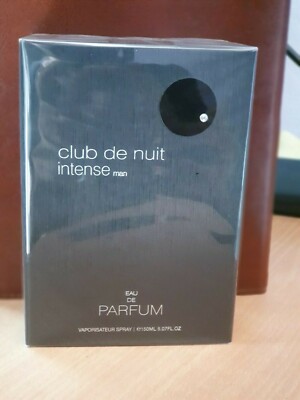 club de nuit
intense man
EAU
DE
PARFUM
VAPORISATEUR SPRAY | ℮150ML 5.07FL.OZ